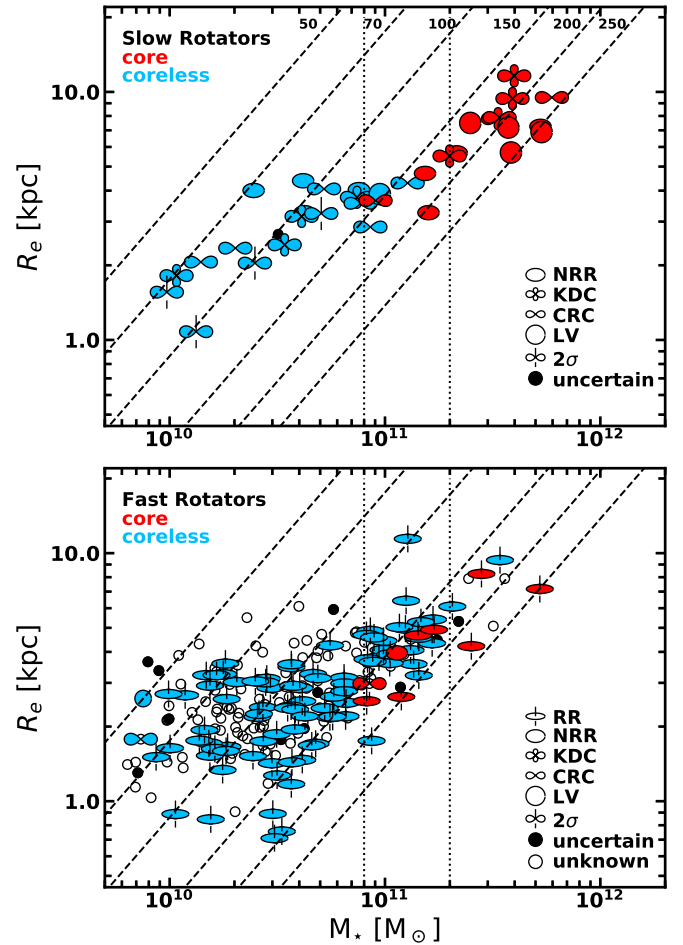 50 70 100 150 200 250
Slow Rotators
core
coreless
10.0
1.0
R_e [kpc]
NRR
KDC
CRC
LV
2σ
uncertain
10^10 10^11 10^12
Fast Rotators
core
coreless
10.0
1.0
R_e [kpc]
RR
NRR
KDC
CRC
LV
2σ
uncertain
unknown
10^10 10^11 10^12
M_⋆ [M_⊙]